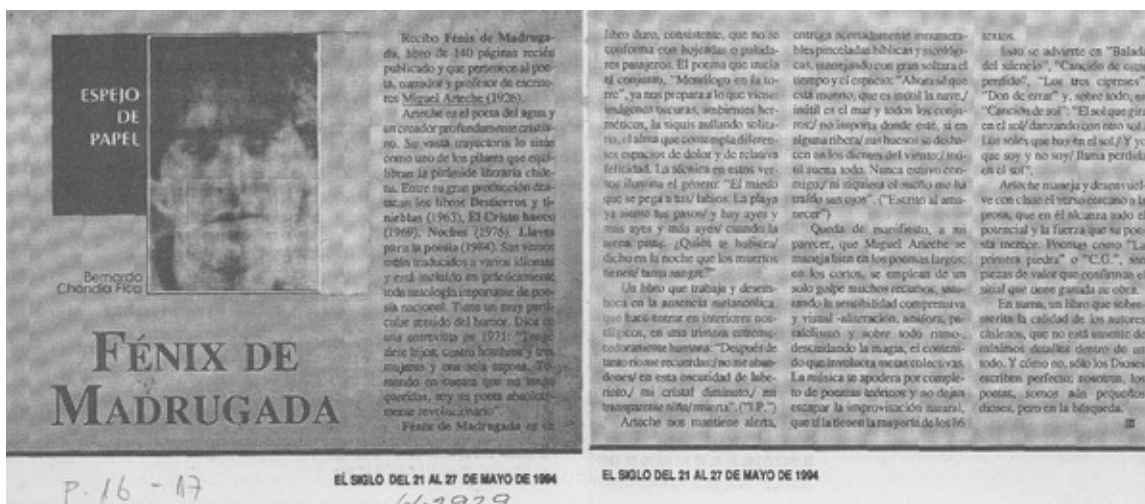 ESPEJO
DE
PAPEL
Bernardo
Chandía Fica
FÉNIX DE
MADRUGADA
Recibo Fénix de Madruga-
da, libro de 140 páginas recién
publicado y que pertenece al poe-
ta, narrador y profesor de escrito-
res Miguel Arteche (1926).
Arteche es el poeta del agua y
un creador profundamente cristia-
no. Su vasta trayectoria lo sitúa
como uno de los pilares que equi-
libran la pirámide literaria chile-
na. Entre su gran producción des-
tacan los libros Destierros y ti-
nieblas (1963), El Cristo hueco
(1969), Noches (1976), Llaves
para la poesía (1984). Sus versos
están traducidos a varios idiomas
y está incluido en prácticamente
toda antología importante de poe-
sía nacional. Tiene un muy parti-
cular sentido del humor. Dice en
una entrevista en 1971: "Tengo
siete hijos, cuatro hombres y tres
mujeres y una sola esposa. To-
mando en cuenta que no tengo
queridas, soy un poeta absoluta-
mente revolucionario".
Fénix de Madrugada es un
libro duro, consistente, que no se
conforma con hojeadas o palada-
res pasajeros. El poema que inicia
el conjunto, "Monólogo en la to-
rre", ya nos prepara a lo que viene:
imágenes oscuras, ambientes her-
méticos, la siquis aullando solita-
ria, el alma que contempla diferen-
tes espacios de dolor y de relativa
felicidad. La técnica en estos ver-
sos ilumina el género: "El miedo
que se pega a tus/ labios. La playa
ya siente tus pasos/ y hay ayes y
más ayes y más ayes/ cuando la
arena pasa. ¿Quién te hubiera/
dicho en la noche que los muertos
tienen/ tanta sangre?"
Un libro que trabaja y desem-
boca en la ausencia melancólica,
que hace entrar en interiores nos-
tálgicos, en una tristeza enterne-
cedoramente humana: "Después de
tanto no me recuerdas:/ no me aban-
dones/ en esta oscuridad de labe-
rinto,/ mi cristal diminuto,/ mi
transparente niña/ muerta". ("I.P.")
Arteche nos mantiene alerta,
entrega acertadamente innumera-
bles pinceladas bíblicas y sicológi-
cas, manejando con gran soltura el
tiempo y el espacio: "Ahora sé que
está muerto, que es inútil la nave,/
inútil es el mar y todos los conju-
ros:/ no importa donde esté, si en
alguna ribera/ sus huesos se desha-
cen en los dientes del viento:/ inú-
til suena todo. Nunca estuvo con-
migo,/ ni siquiera el sueño me ha
traído sus ojos". ("Escrito al ama-
necer")
Queda de manifiesto, a mi
parecer, que Miguel Arteche se
maneja bien en los poemas largos;
en los cortos, se emplean de un
solo golpe muchos recursos, satu-
rando la sensibilidad comprensiva
y visual -aliteración, anáfora, pa-
ralelismo y sobre todo ritmo-,
descuidando la magia, el conteni-
do que involucra metas colectivas.
La música se apodera por comple-
to de poemas teóricos y no dejan
escapar la improvisación natural,
que sí la tienen la mayoría de los 86
textos.
Esto se advierte en "Balada
del silencio", "Canción de
perdido", "Los tres cipreses",
"Don de errar" y, sobre todo, en
"Canción de sol": "El sol que gira
en el sol/ danzando con otro sol./
Los soles que hay en el sol./ Y yo
que soy y no soy/ llama perdida
en el sol".
Arteche maneja y desenvuel-
ve con clase el verso cercano a la
prosa, que en él alcanza todo el
potencial y la fuerza que su poe-
sía merece. Poemas como "La
primera piedra" o "C.G.", son
piezas de valor que confirman el
sitial que tiene ganada su obra.
En suma, un libro que sobre
la calidad de los autores
chilenos, que no está ausente de
mínimos detalles dentro de un
todo. Y cómo no, sólo los Dioses
escriben perfecto; nosotros, los
poetas, somos aún pequeños
dioses, pero en la búsqueda.
EL SIGLO DEL 21 AL 27 DE MAYO DE 1994
EL SIGLO DEL 21 AL 27 DE MAYO DE 1994
P. 16 - 17